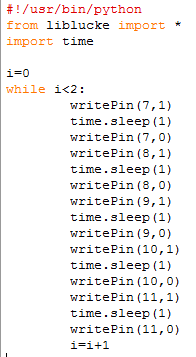 #!/usr/bin/python
from liblucke import *
import time

i=0
while i<2:
        writePin(7,1)
        time.sleep(1)
        writePin(7,0)
        writePin(8,1)
        time.sleep(1)
        writePin(8,0)
        writePin(9,1)
        time.sleep(1)
        writePin(9,0)
        writePin(10,1)
        time.sleep(1)
        writePin(10,0)
        writePin(11,1)
        time.sleep(1)
        writePin(11,0)
        i=i+1